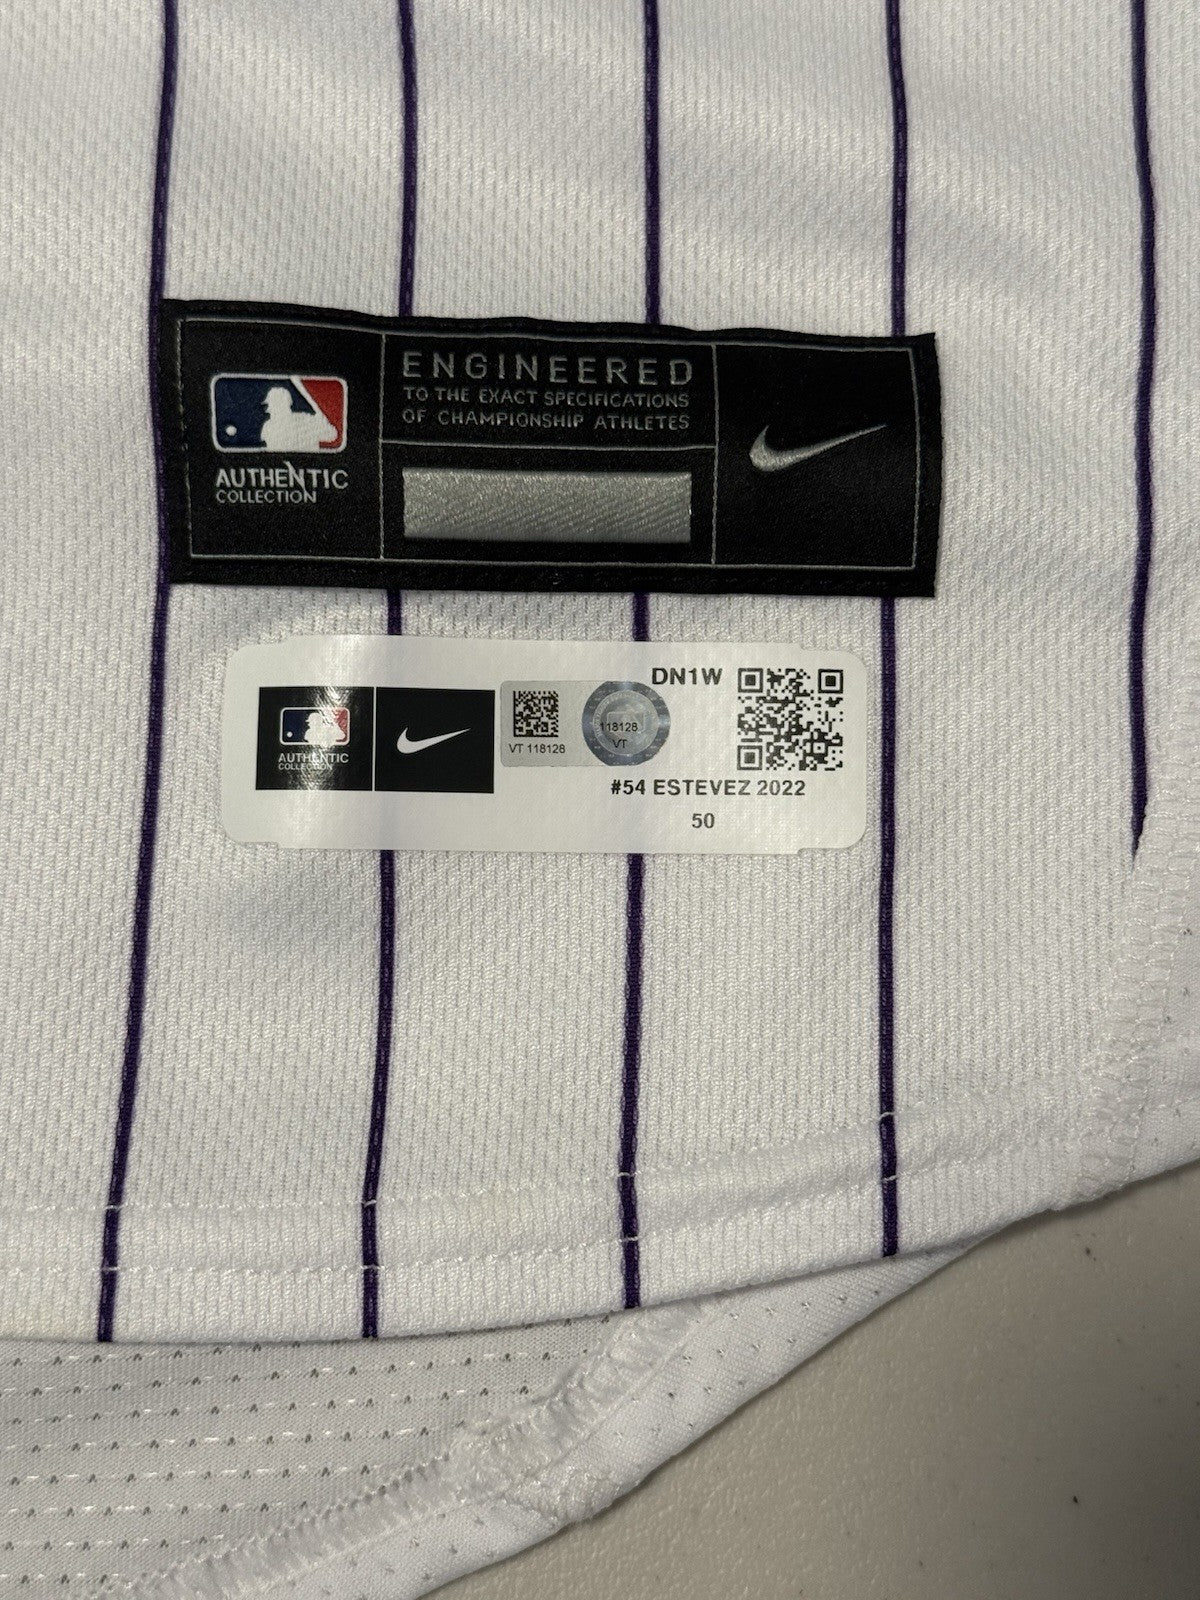 ENGINEERED
TO THE EXACT SPECIFICATIONS
OF CHAMPIONSHIP ATHLETES
AUTHENTIC
COLLECTION
DN1W
118128
VT
VT 118128
AUTHENTIC
COLLECTION
#54 ESTEVEZ 2022
50